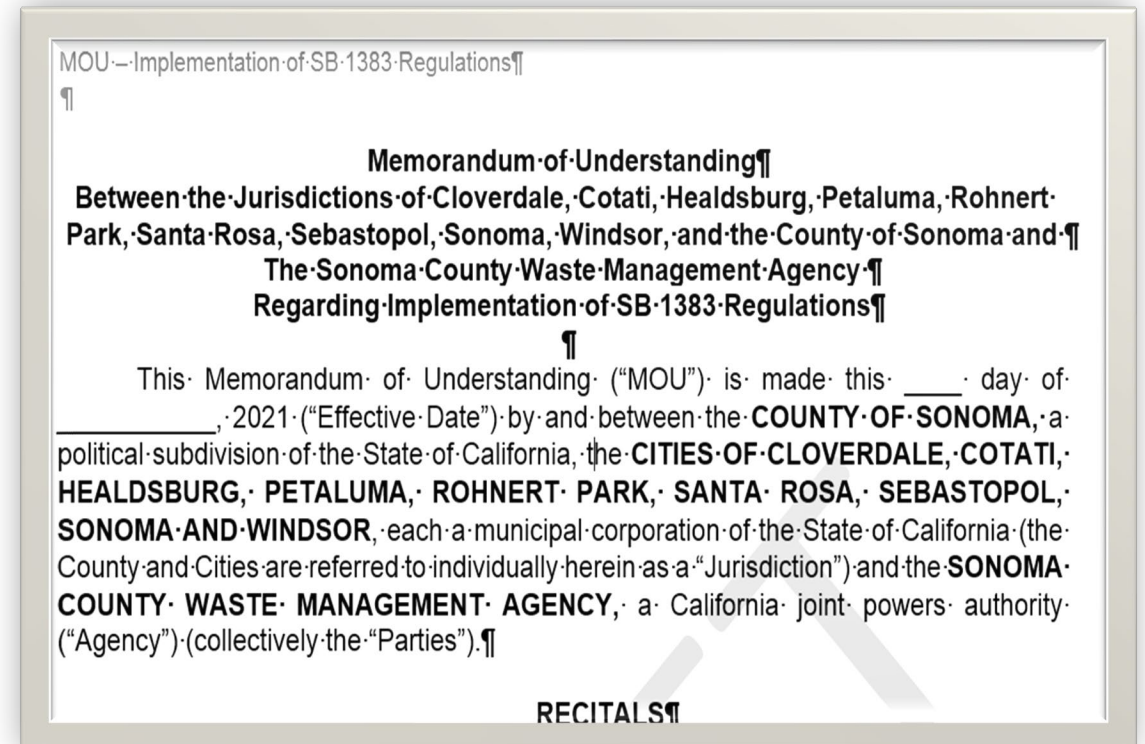 MOU – Implementation of SB 1383 Regulations¶
¶
Memorandum of Understanding¶
Between the Jurisdictions of Cloverdale, Cotati, Healdsburg, Petaluma, Rohnert
Park, Santa Rosa, Sebastopol, Sonoma, Windsor, and the County of Sonoma and ¶
The Sonoma County Waste Management Agency ¶
Regarding Implementation of SB 1383 Regulations¶
¶
This Memorandum of Understanding (“MOU”) is made this ____ day of
___________, 2021 (“Effective Date”) by and between the COUNTY OF SONOMA, a
political subdivision of the State of California, the CITIES OF CLOVERDALE, COTATI,
HEALDSBURG, PETALUMA, ROHNERT PARK, SANTA ROSA, SEBASTOPOL,
SONOMA AND WINDSOR, each a municipal corporation of the State of California (the
County and Cities are referred to individually herein as a “Jurisdiction”) and the SONOMA
COUNTY WASTE MANAGEMENT AGENCY, a California joint powers authority
(“Agency”) (collectively the “Parties”).¶
RECITALS¶